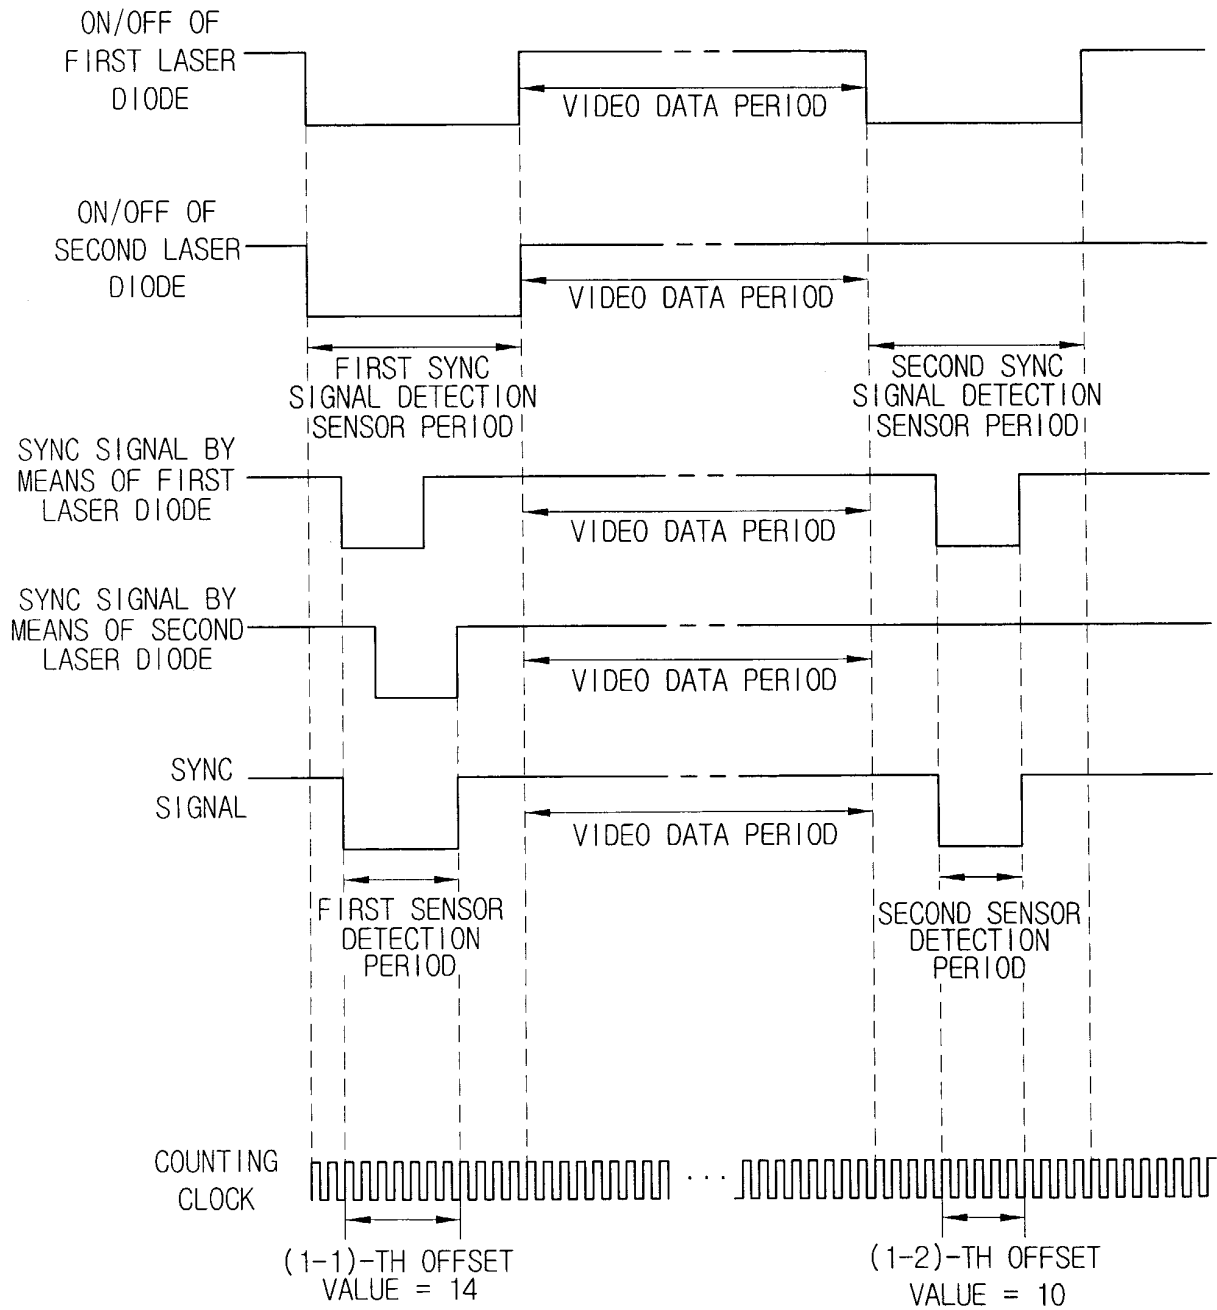 ON/OFF OF
FIRST LASER
DIODE
VIDEO DATA PERIOD
ON/OFF OF
SECOND LASER
DIODE
VIDEO DATA PERIOD
FIRST SYNC
SIGNAL DETECTION
SENSOR PERIOD
SECOND SYNC
SIGNAL DETECTION
SENSOR PERIOD
SYNC SIGNAL BY
MEANS OF FIRST
LASER DIODE
VIDEO DATA PERIOD
SYNC SIGNAL BY
MEANS OF SECOND
LASER DIODE
VIDEO DATA PERIOD
SYNC
SIGNAL
VIDEO DATA PERIOD
FIRST SENSOR
DETECTION
PERIOD
SECOND SENSOR
DETECTION
PERIOD
COUNTING
CLOCK
...
(1-1)-TH OFFSET
VALUE = 14
(1-2)-TH OFFSET
VALUE = 10